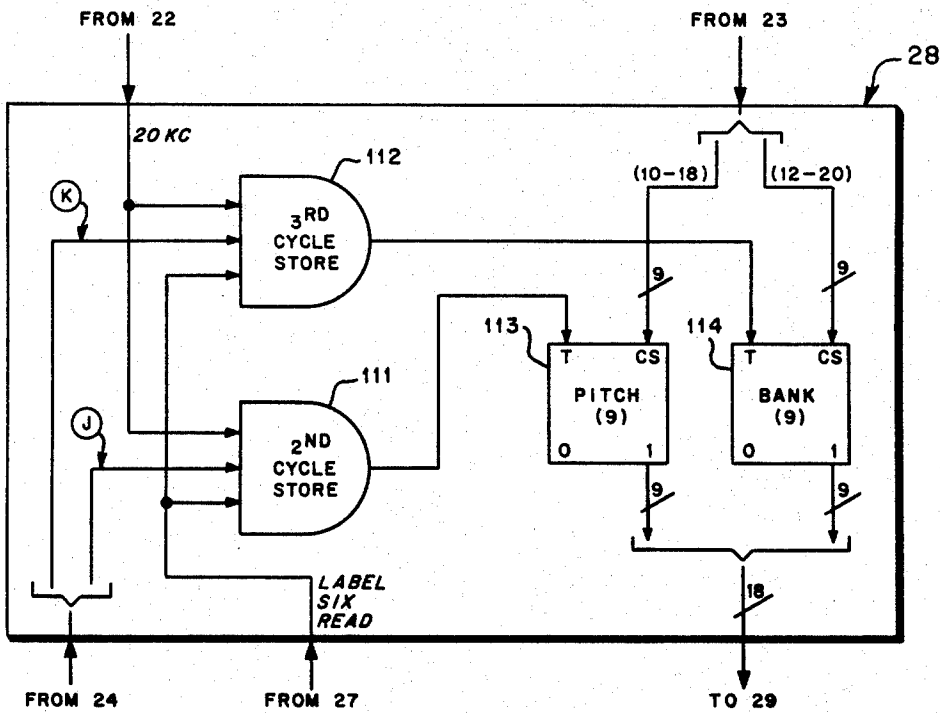 FROM 22
FROM 23
28
20 KC
112
(10-18)
(12-20)
K
3RD
CYCLE
STORE
9
9
113
114
T CS
T CS
PITCH
(9)
BANK
(9)
0 1
0 1
111
J
2ND
CYCLE
STORE
9
9
LABEL
SIX
READ
18
FROM 24
FROM 27
TO 29